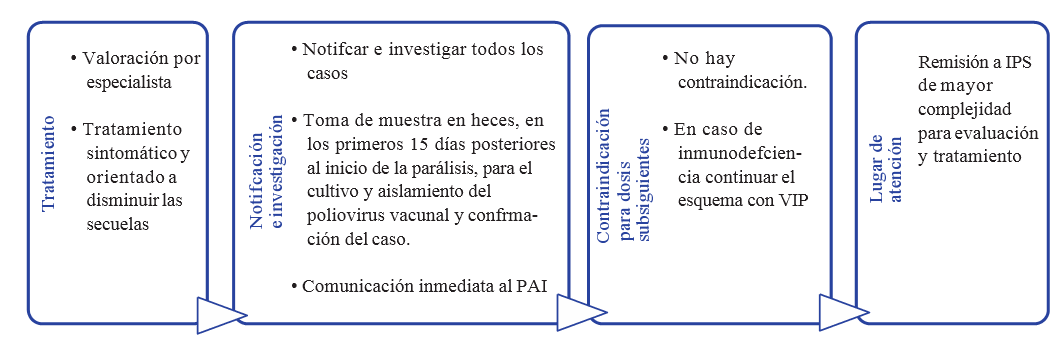 Tratamiento
• Valoración por
especialista
• Tratamiento
sintomático y
orientado a
disminuir las
secuelas
Notifcación
e investigación
• Notifcar e investigar todos los
casos
• Toma de muestra en heces, en
los primeros 15 días posteriores
al inicio de la parálisis, para el
cultivo y aislamiento del
poliovirus vacunal y confrma-
ción del caso.
• Comunicación inmediata al PAI
Contraindicación
para dosis
subsiguientes
• No hay
contraindicación.
• En caso de
inmunodefcien-
cia continuar el
esquema con VIP
Lugar de
atención
Remisión a IPS
de mayor
complejidad
para evaluación
y tratamiento